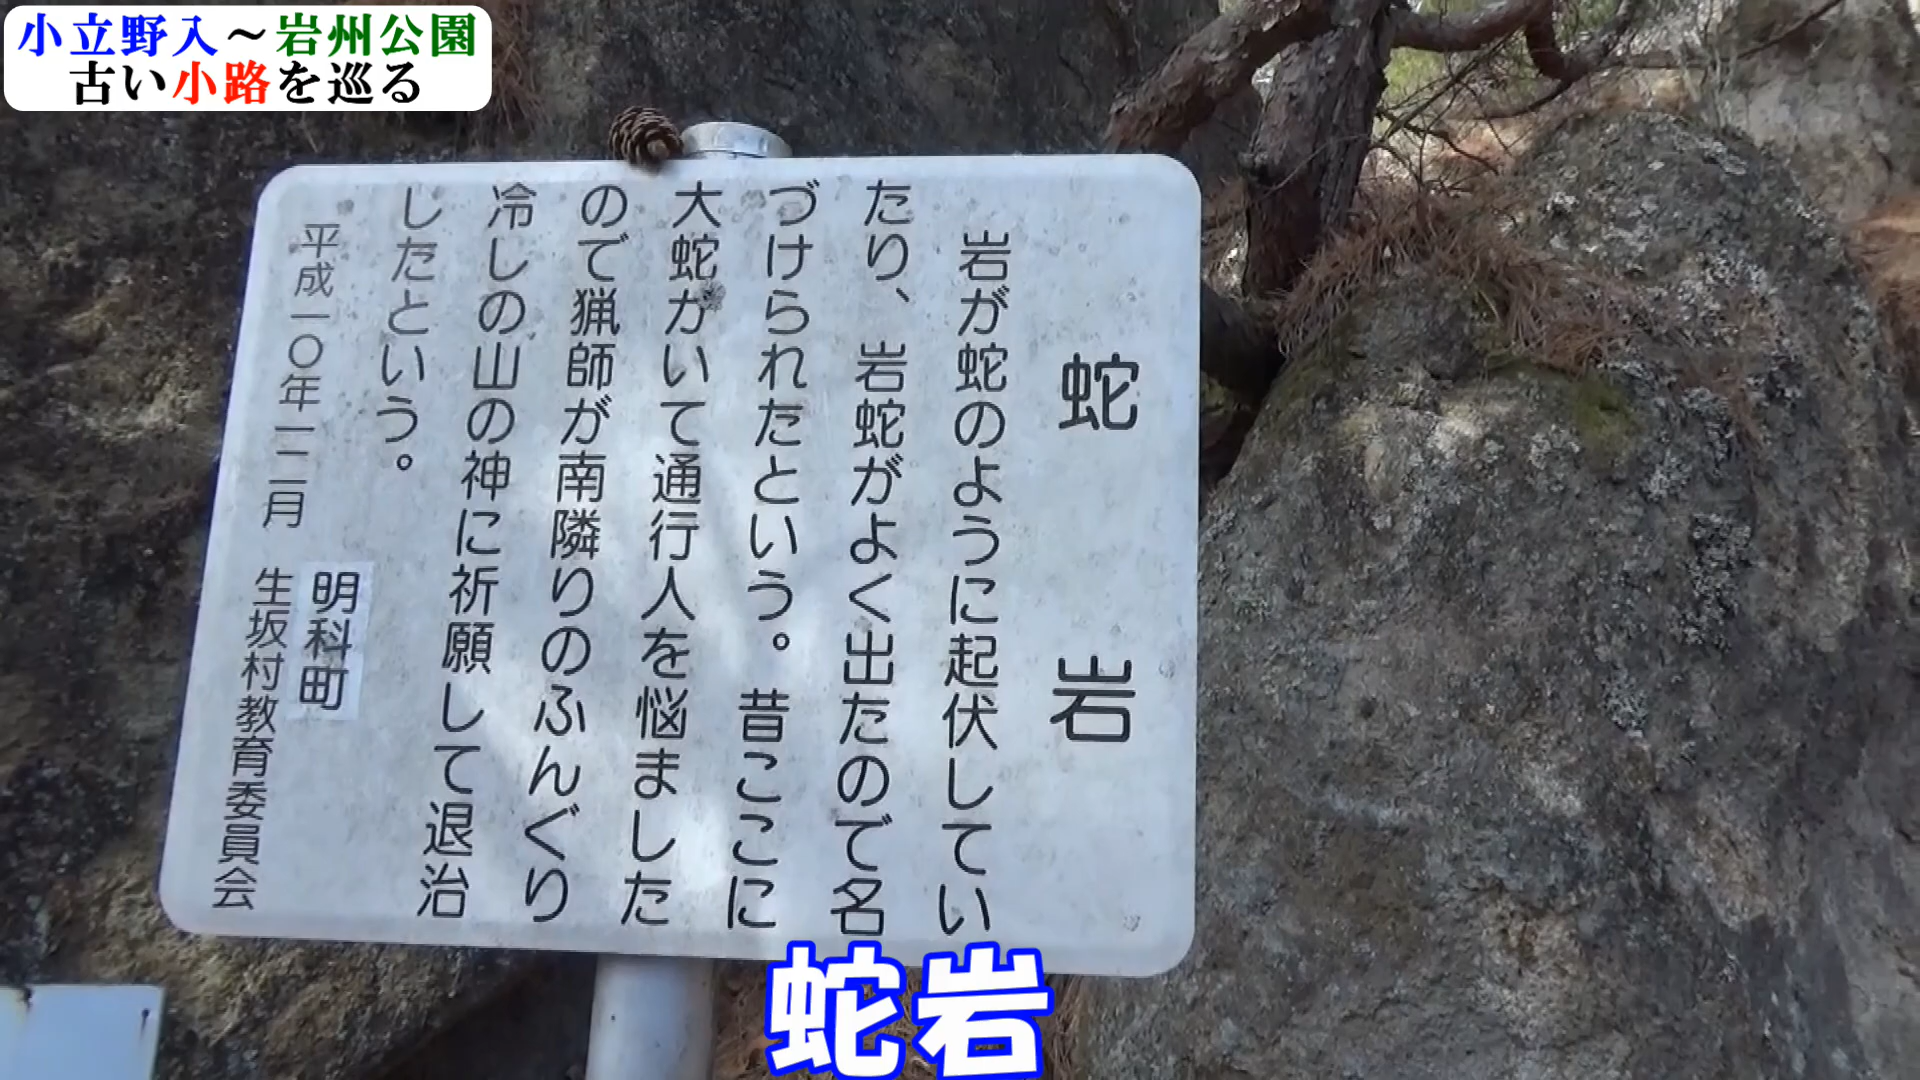 小立野入～岩州公園
古い小路を巡る
蛇岩
岩が蛇のように起伏してい
たり、岩蛇がよく出たので名
づけられたという。昔ここに
大蛇がいて通行人を悩ました
ので猟師が南隣りのふんぐり
冷しの山の神に祈願して退治
したという。
平成一〇年一二月
明科町
生坂村教育委員会
蛇岩